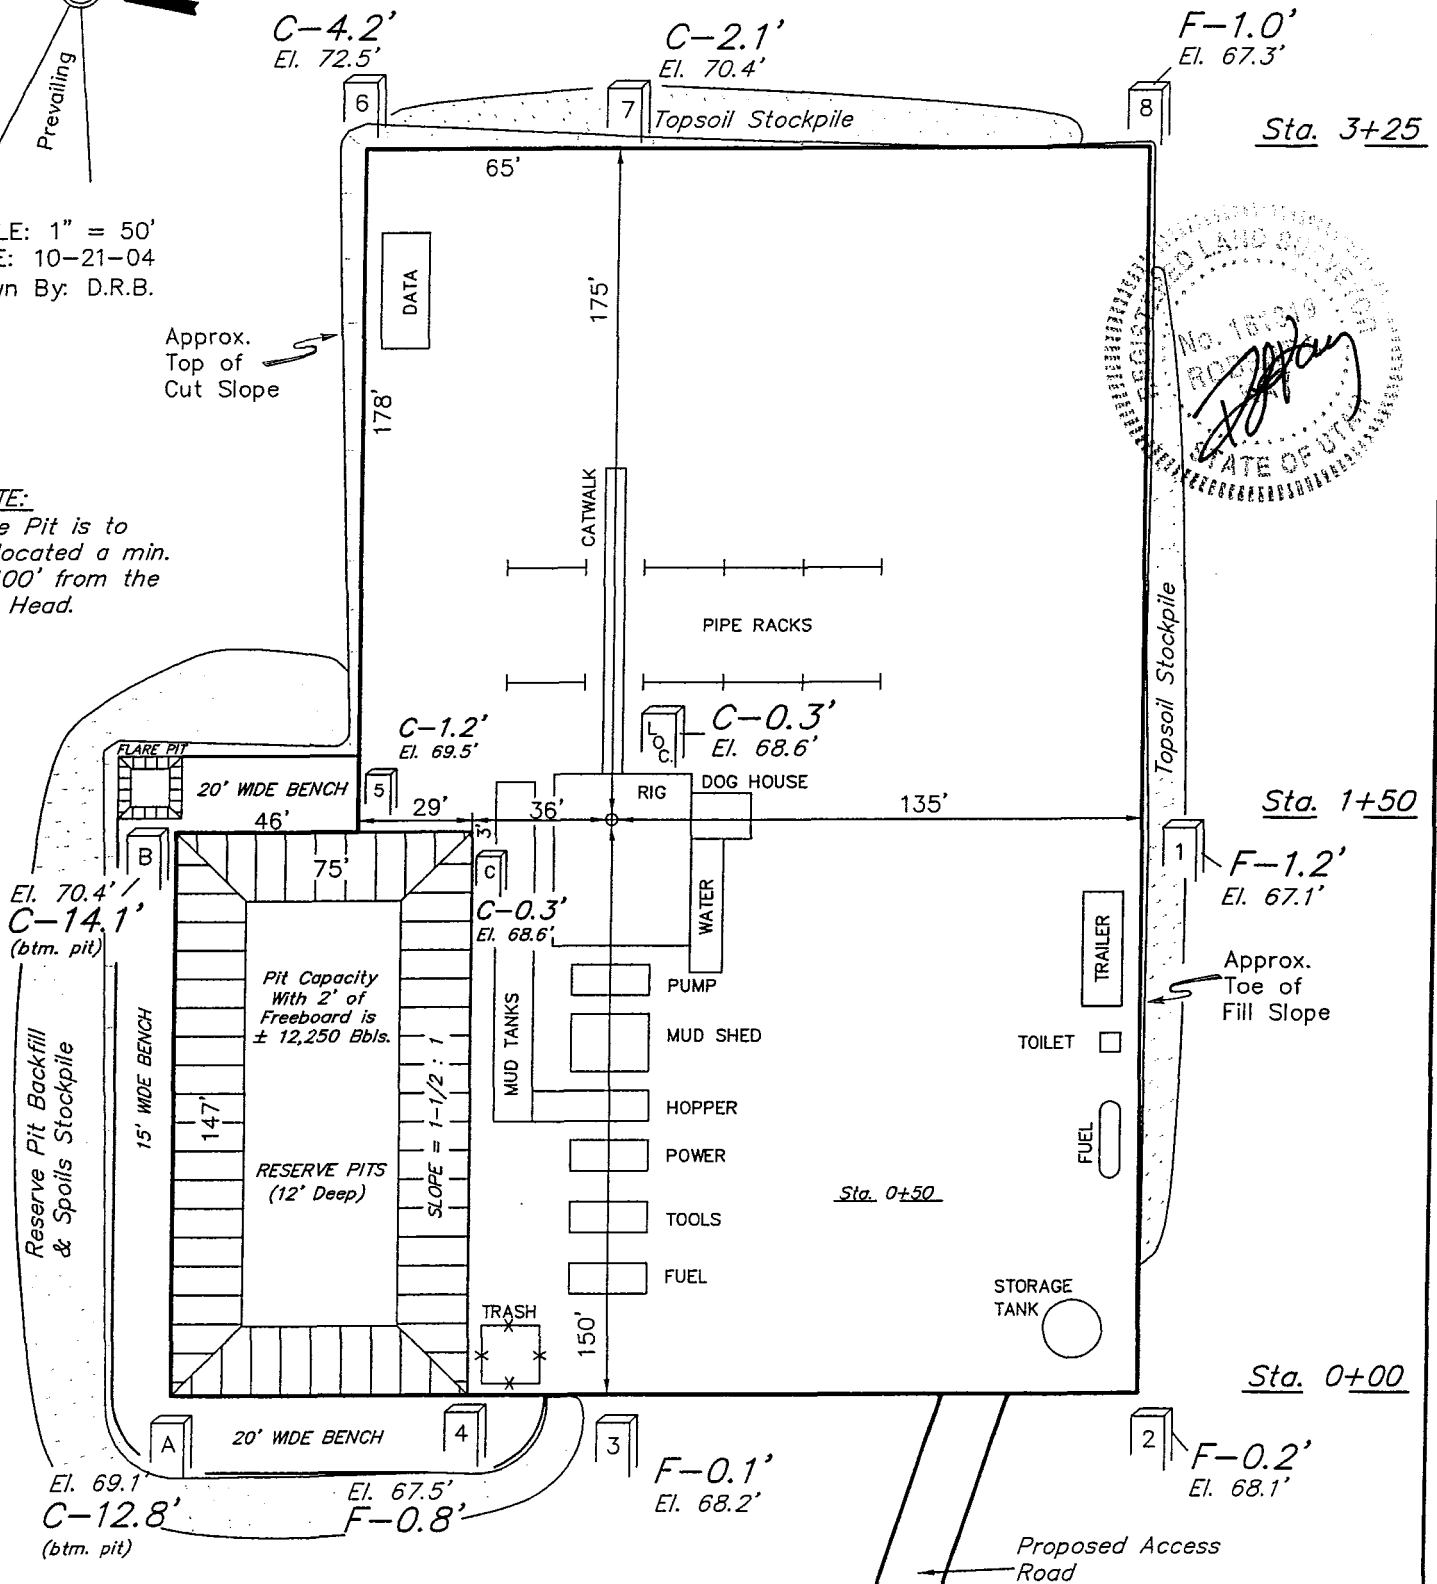 C-4.2'
El. 72.5'
C-2.1'
El. 70.4'
F-1.0'
El. 67.3'
Prevailing
6
7
8
Topsoil Stockpile
Sta. 3+25
65'
LE: 1" = 50'
E: 10-21-04
n By: D.R.B.
DATA
175'
REGISTERED LAND SURVEYOR
STATE OF UTAH
Approx.
Top of
Cut Slope
178'
TE:
e Pit is to
located a min.
00' from the
Head.
CATWALK
PIPE RACKS
Topsoil Stockpile
C-1.2'
El. 69.5'
LOC.
C-0.3'
El. 68.6'
FLARE PIT
20' WIDE BENCH
5
RIG
DOG HOUSE
Sta. 1+50
46'
29'
3'
36'
135'
B
75'
C
1
F-1.2'
El. 67.1'
El. 70.4'
C-14.1'
(btm. pit)
C-0.3'
El. 68.6'
WATER
TRAILER
Pit Capacity
With 2' of
Freeboard is
± 12,250 Bbls.
PUMP
Approx.
Toe of
Fill Slope
Reserve Pit Backfill
& Spoils Stockpile
15' WIDE BENCH
147'
SLOPE = 1-1/2 : 1
MUD TANKS
MUD SHED
TOILET
HOPPER
POWER
FUEL
RESERVE PITS
(12' Deep)
Sta. 0+50
TOOLS
FUEL
TRASH
150'
STORAGE
TANK
Sta. 0+00
A
20' WIDE BENCH
4
3
2
El. 69.1'
C-12.8'
(btm. pit)
El. 67.5'
F-0.8'
F-0.1'
El. 68.2'
F-0.2'
El. 68.1'
Proposed Access
Road